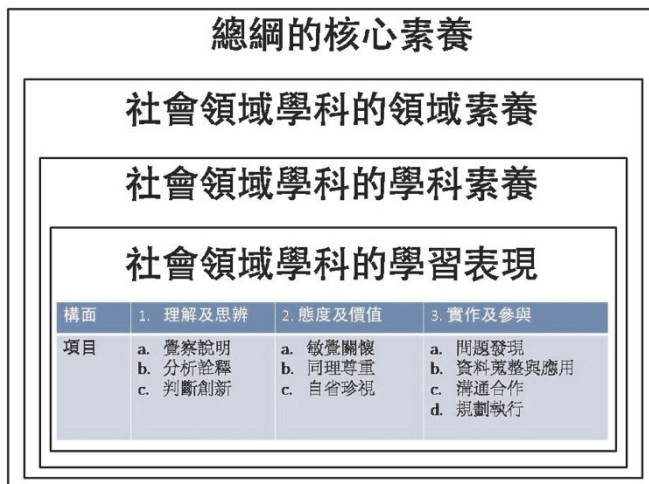 總綱的核心素養
社會領域學科的領域素養
社會領域學科的學科素養
社會領域學科的學習表現
構面 1. 理解及思辨 2. 態度及價值 3. 實作及參與
項目 a. 覺察說明 a. 敏覺關懷 a. 問題發現
b. 分析詮釋 b. 同理尊重 b. 資料蒐整與應用
c. 判斷創新 c. 自省珍視 c. 溝通合作
d. 規劃執行